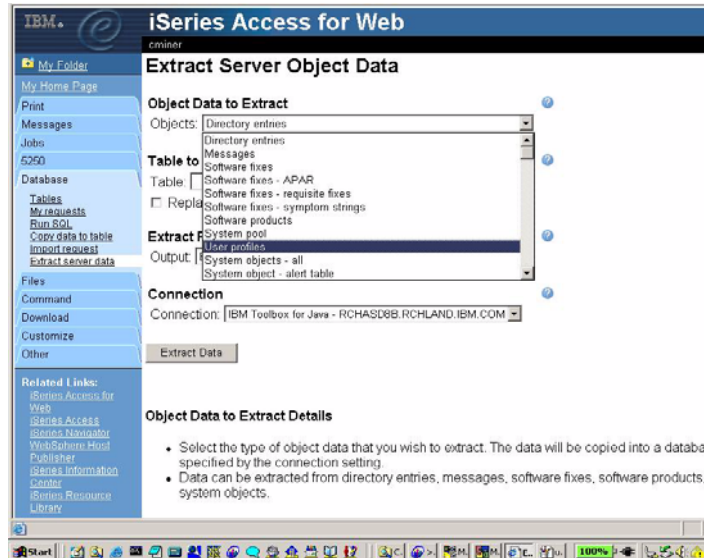 IBM.
iSeries Access for Web
cminer
My Folder
My Home Page
Print
Messages
Jobs
5250
Database
Tables
My requests
Run SQL
Copy data to table
Import request
Extract server data
Files
Command
Download
Customize
Other
Related Links:
iSeries Access for
Web
iSeries Access
iSeries Navigator
WebSphere Host
Publisher
iSeries Information
Center
iSeries Resource
Library
Extract Server Object Data
Object Data to Extract
Objects: Directory entries
Directory entries
Messages
Software fixes
Software fixes - APAR
Software fixes - requisite fixes
Software fixes - symptom strings
Software products
System pool
User profiles
System objects - all
System object - alert table
Table to
Table:
Repla
Extract
Output:
Connection
Connection: IBM Toolbox for Java - RCHASD8B.RCHLAND.IBM.COM
Extract Data
Object Data to Extract Details
• Select the type of object data that you wish to extract. The data will be copied into a databa
specified by the connection setting.
• Data can be extracted from directory entries, messages, software fixes, software products,
system objects.
Start
100%